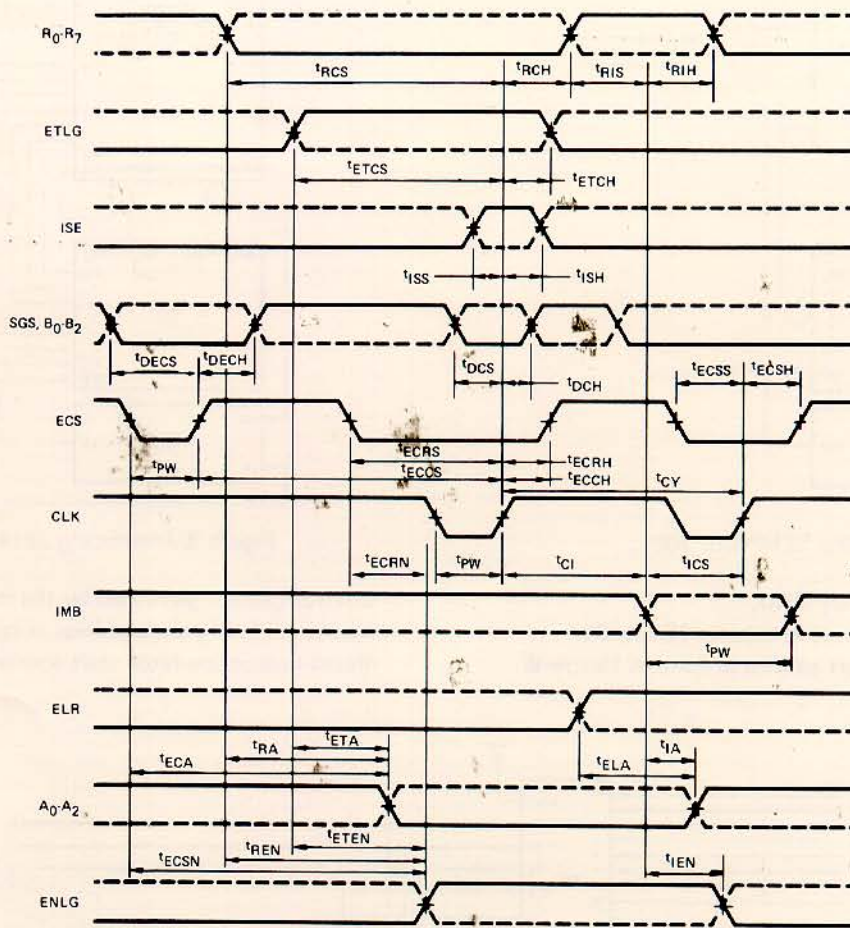 R0-R7
tRCS
tRCH
tRIS
tRIH
ETLG
tETCS
tETCH
ISE
tISS
tISH
SGS, B0-B2
tDECS
tDECH
tDCS
tDCH
tECSS
tECSH
ECS
tECRS
tECRH
tPW
tECCS
tECCH
tCY
CLK
tECRN
tPW
tCI
tICS
IMB
tPW
ELR
tETA
tRA
tECA
tIA
tELA
A0-A2
tETEN
tREN
tECSN
tIEN
ENLG